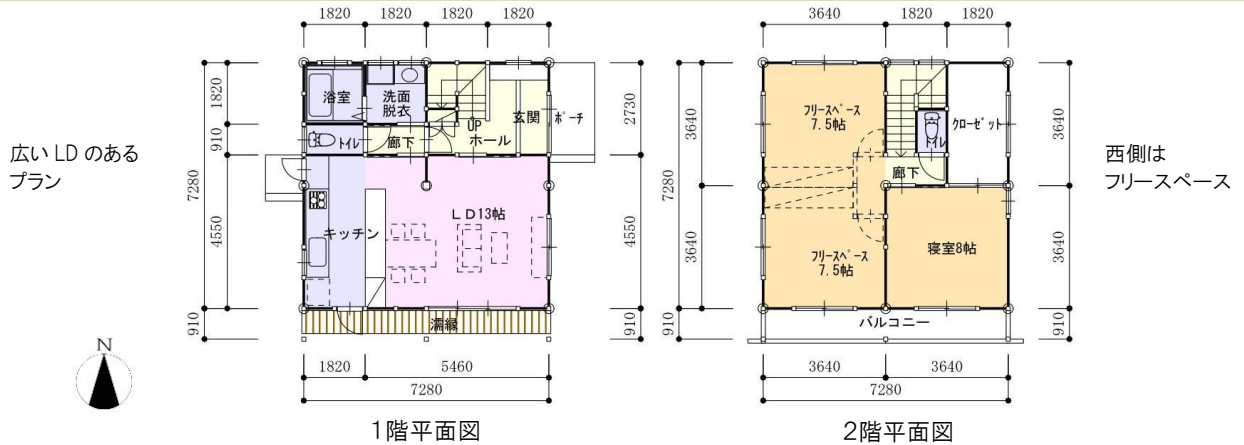 1820 1820 1820 1820
3640 1820 1820
広い LD のある
プラン
1820
910
7280
4550
910
浴室
洗面
脱衣
トイレ
廊下
UP
ホール
玄関
ポーチ
キッチン
LD13帖
濡縁
2730
4550
910
1820 5460
7280
1階平面図
3640
7280
3640
910
フリースペース
7.5帖
トイレ
クローゼット
廊下
フリースペース
7.5帖
寝室8帖
バルコニー
3640
3640
910
3640 3640
7280
2階平面図
西側は
フリースペース
N